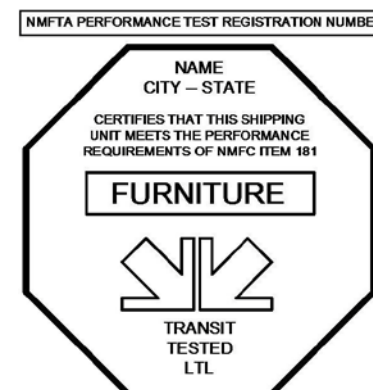 NMFTA PERFORMANCE TEST REGISTRATION NUMBE
NAME
CITY – STATE
CERTIFIES THAT THIS SHIPPING
UNIT MEETS THE PERFORMANCE
REQUIREMENTS OF NMFC ITEM 181
FURNITURE
TRANSIT
TESTED
LTL